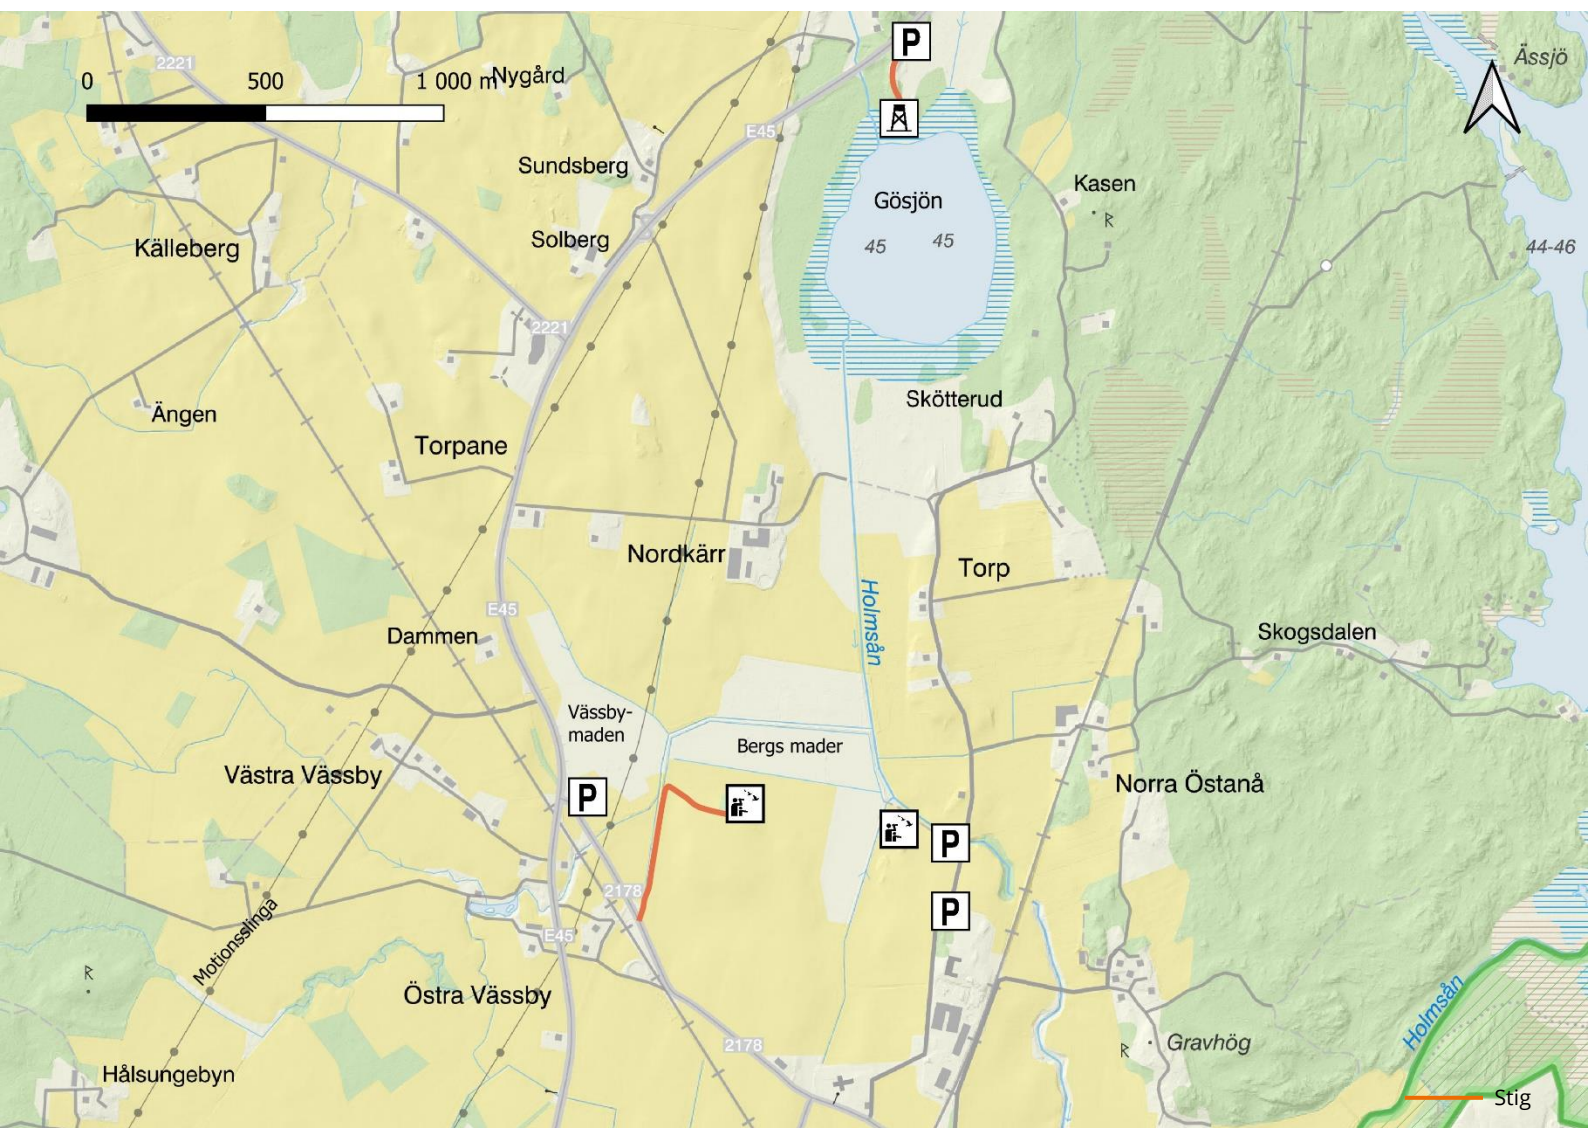 P
2221
0 500 1 000 m
Nygård
Ässjö
E45
Sundsberg
Kasen
R
Gösjön
45 45
Solberg
Källeberg
44-46
2221
Skötterud
Ängen
Torpane
Nordkärr
Torp
Holmsån
E45
Dammen
Skogsdalen
Vässby-
maden
Bergs mader
Västra Vässby
Norra Östanå
P
P
2178
P
E45
Motionsslinga
R
Östra Vässby
Holmsån
2178
R
Gravhög
Hålsungebyn
Stig